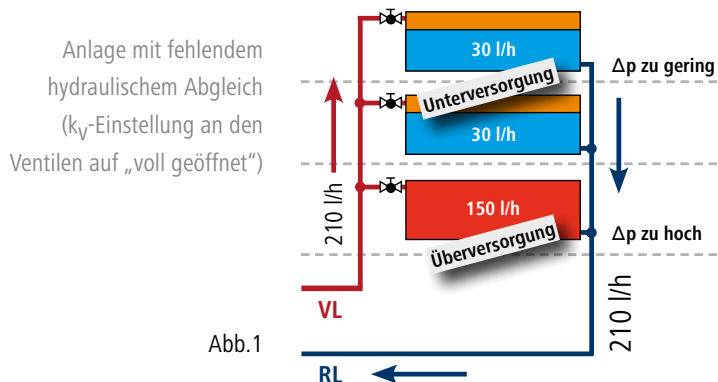 Anlage mit fehlendem
hydraulischem Abgleich
(kV-Einstellung an den
Ventilen auf „voll geöffnet“)
30 l/h
Δp zu gering
Unterversorgung
30 l/h
210 l/h
150 l/h
Überversorgung
Δp zu hoch
210 l/h
VL
Abb.1
RL